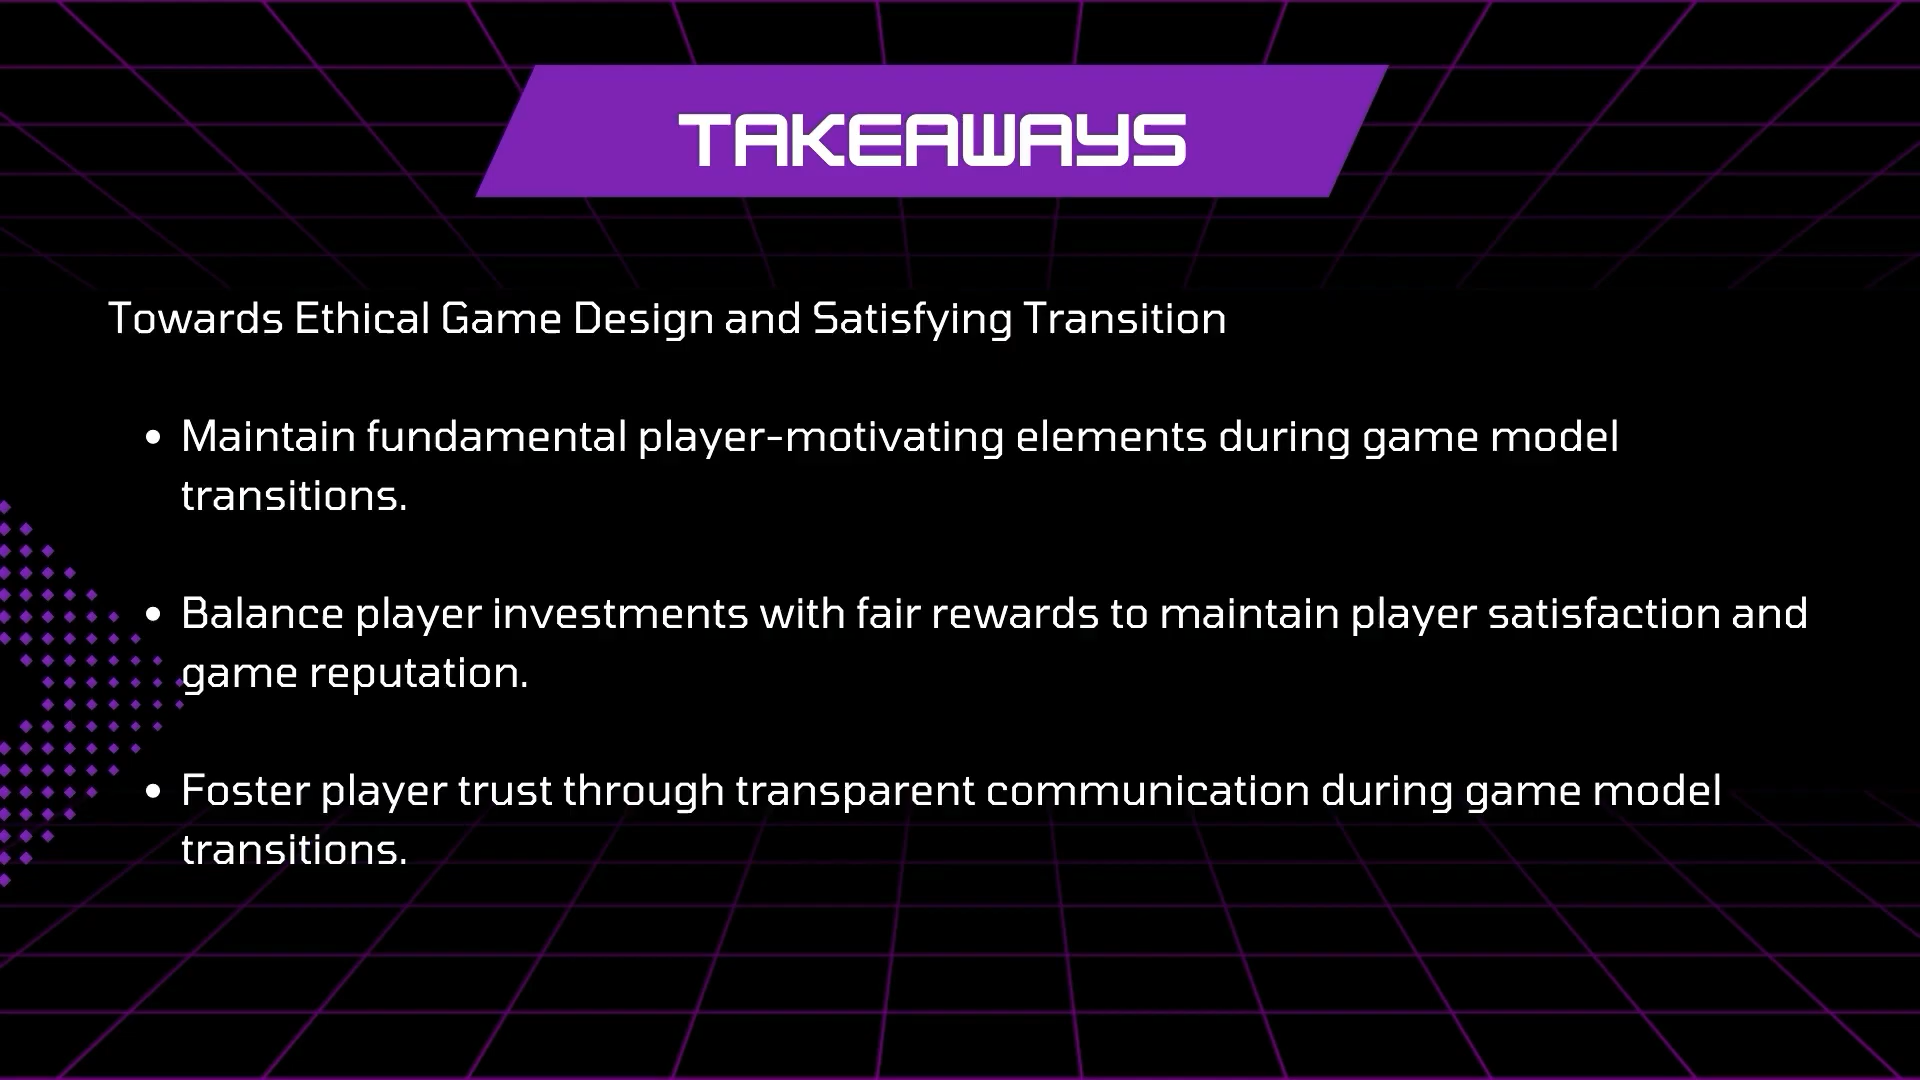 TAKEAWAYS
Towards Ethical Game Design and Satisfying Transition
• Maintain fundamental player-motivating elements during game model
transitions.
• Balance player investments with fair rewards to maintain player satisfaction and
game reputation.
• Foster player trust through transparent communication during game model
transitions.